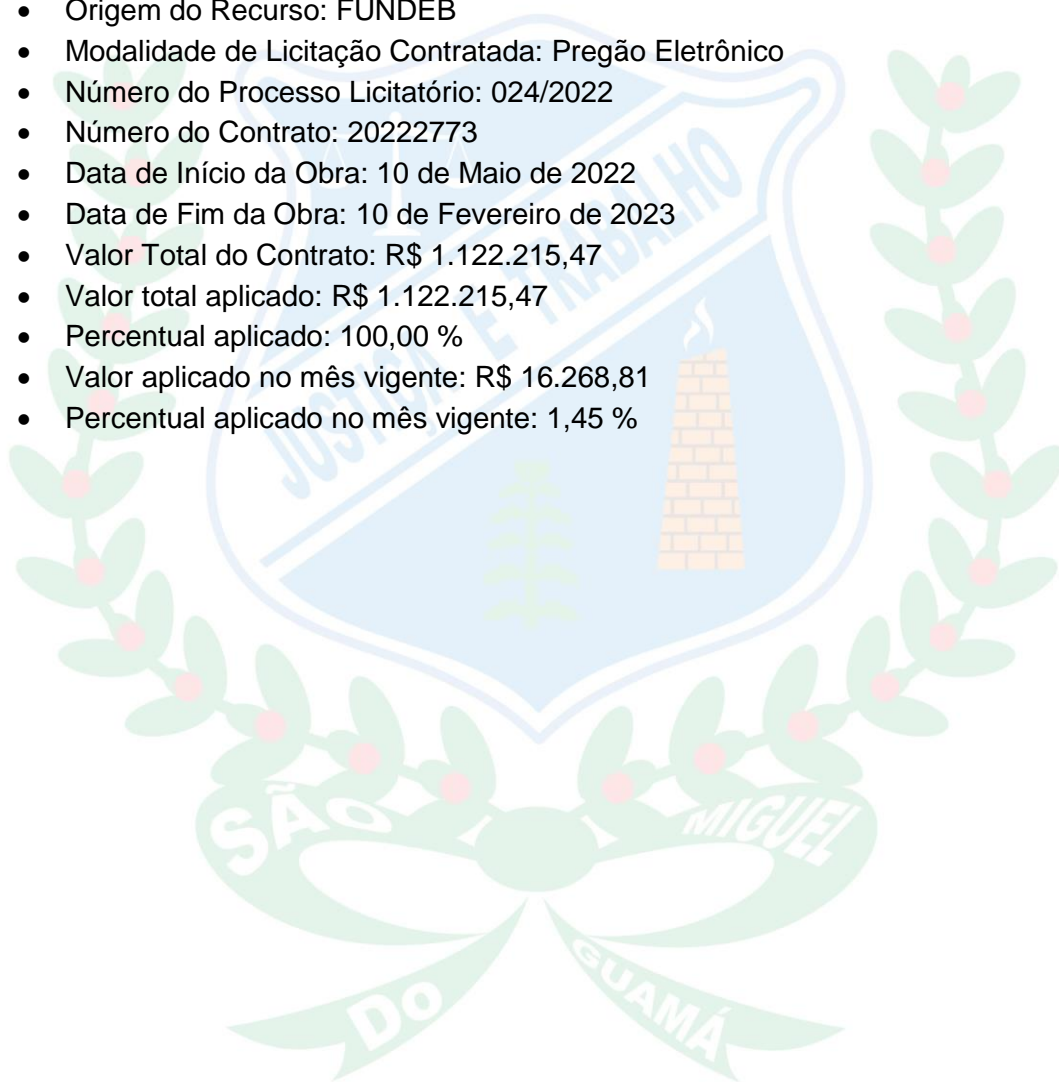 • Origem do Recurso: FUNDEB
• Modalidade de Licitação Contratada: Pregão Eletrônico
• Número do Processo Licitatório: 024/2022
• Número do Contrato: 20222773
• Data de Início da Obra: 10 de Maio de 2022
• Data de Fim da Obra: 10 de Fevereiro de 2023
• Valor Total do Contrato: R$ 1.122.215,47
• Valor total aplicado: R$ 1.122.215,47
• Percentual aplicado: 100,00 %
• Valor aplicado no mês vigente: R$ 16.268,81
• Percentual aplicado no mês vigente: 1,45 %
JUSTIÇA E TRABALHO
SÃO MIGUEL
DO GUAMÁ